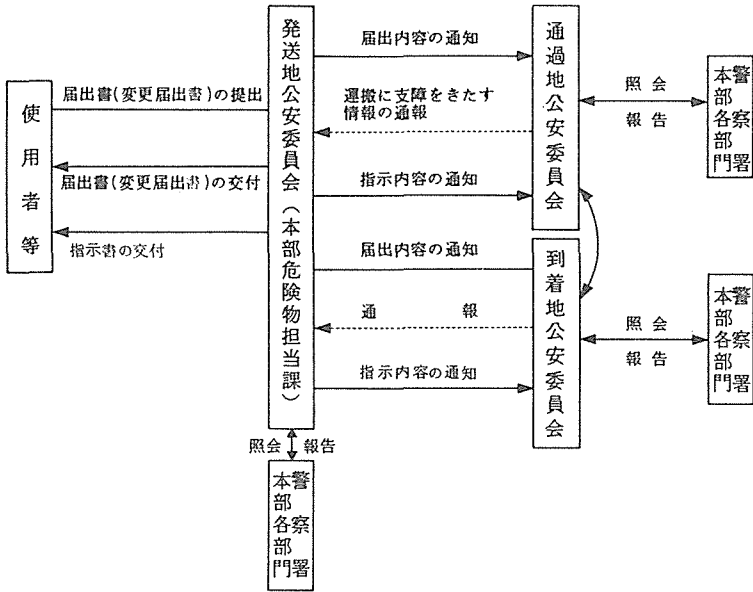 使用者等
届出書(変更届出書)の提出
届出書(変更届出書)の交付
指示書の交付
発送地公安委員会(本部危険物担当課)
届出内容の通知
運搬に支障をきたす
情報の通報
指示内容の通知
届出内容の通知
通　報
指示内容の通知
通過地公安委員会
到着地公安委員会
照会
報告
警察署
本部各部門
照会
報告
警察署
本部各部門
照会 報告
警察署
本部各部門